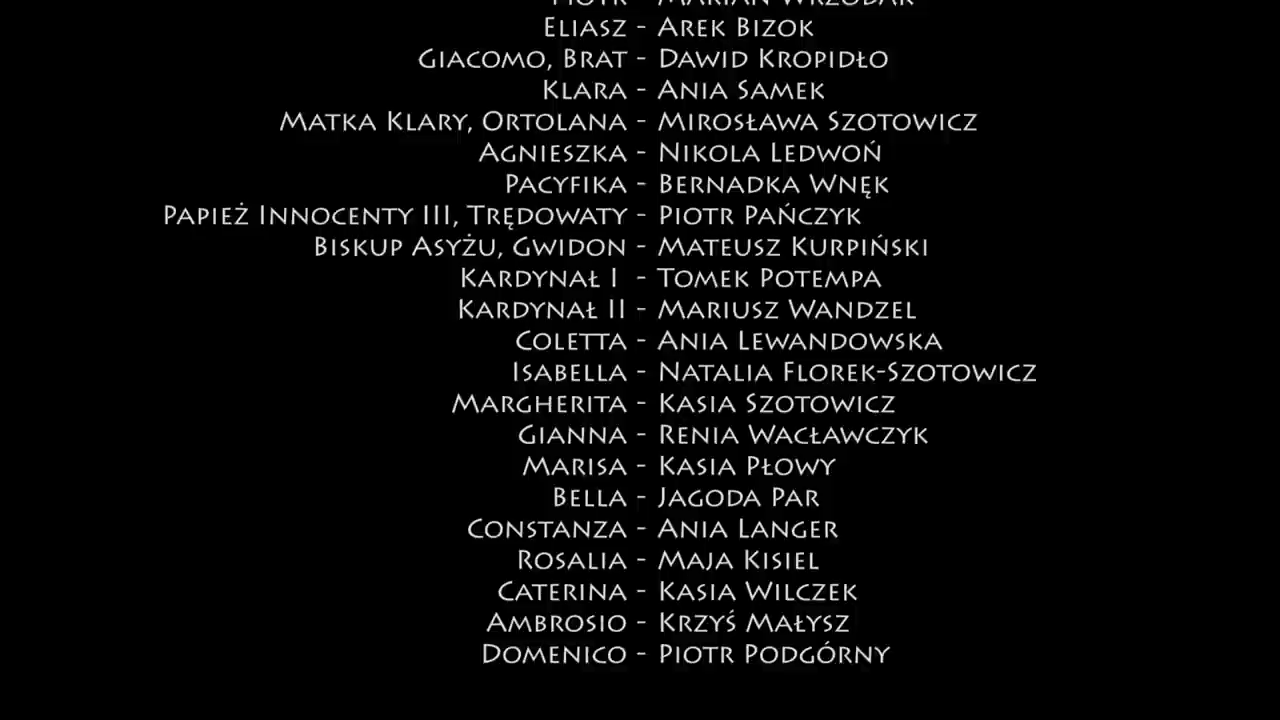 Piotr - Marian Wrzodak
Eliasz - Arek Bizok
Giacomo, Brat - Dawid Kropidło
Klara - Ania Samek
Matka Klary, Ortolana - Mirosława Szotowicz
Agnieszka - Nikola Ledwoń
Pacyfika - Bernadka Wnęk
Papież Innocenty III, Trędowaty - Piotr Pańczyk
Biskup Asyżu, Gwidon - Mateusz Kurpiński
Kardynał I - Tomek Potempa
Kardynał II - Mariusz Wandzel
Coletta - Ania Lewandowska
Isabella - Natalia Florek-Szotowicz
Margherita - Kasia Szotowicz
Gianna - Renia Wacławczyk
Marisa - Kasia Płowy
Bella - Jagoda Par
Constanza - Ania Langer
Rosalia - Maja Kisiel
Caterina - Kasia Wilczek
Ambrosio - Krzyś Małysz
Domenico - Piotr Podgórny